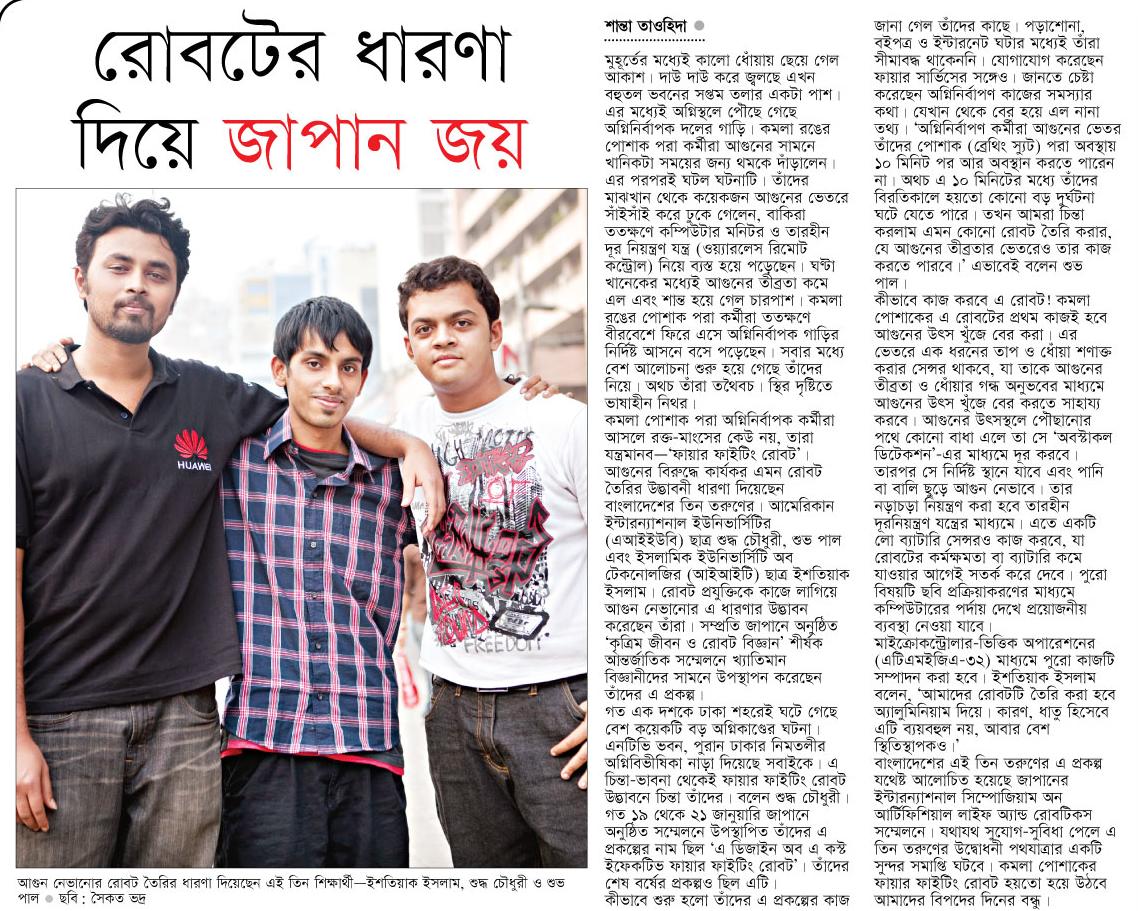 রোবটের ধারণা
দিয়ে জাপান জয়
HUAWEI
FREEDOM
আগুন নেভানোর রোবট তৈরির ধারণা দিয়েছেন এই তিন শিক্ষার্থী—ইশতিয়াক ইসলাম, শুদ্ধ চৌধুরী ও শুভ
পাল ● ছবি : সৈকত ভদ্র
শান্তা তাওহিদা ●
মুহূর্তের মধ্যেই কালো ধোঁয়ায় ছেয়ে গেল
আকাশ। দাউ দাউ করে জ্বলছে এখন
বহুতল ভবনের সপ্তম তলার একটা পাশ।
এর মধ্যেই অগ্নিস্থলে পৌছে গেছে
অগ্নিনির্বাপক দলের গাড়ি। কমলা রঙের
পোশাক পরা কর্মীরা আগুনের সামনে
খানিকটা সময়ের জন্য থমকে দাঁড়ালেন।
এর পরপরই ঘটল ঘটনাটি। তাঁদের
মাঝখান থেকে কয়েকজন আগুনের ভেতরে
সাঁইসাঁই করে ঢুকে গেলেন, বাকিরা
ততক্ষণে কম্পিউটার মনিটর ও তারহীন
দূর নিয়ন্ত্রণ যন্ত্র (ওয়্যারলেস রিমোট
কন্ট্রোল) নিয়ে ব্যস্ত হয়ে পড়েছেন। ঘণ্টা
খানেকের মধ্যেই আগুনের তীব্রতা কমে
এল এবং শান্ত হয়ে গেল চারপাশ। কমলা
রঙের পোশাক পরা কর্মীরা ততক্ষণে
বীরবেশে ফিরে এসে অগ্নিনির্বাপক গাড়ির
নির্দিষ্ট আসনে বসে পড়েছেন। সবার মধ্যে
বেশ আলোচনা শুরু হয়ে গেছে তাঁদের
নিয়ে। অথচ তাঁরা তথৈবচ। স্থির দৃষ্টিতে
ভাষাহীন নিথর।
কমলা পোশাক পরা অগ্নিনির্বাপক কর্মীরা
আসলে রক্ত-মাংসের কেউ নয়, তারা
যন্ত্রমানব—‘ফায়ার ফাইটিং রোবট’।
আগুনের বিরুদ্ধে কার্যকর এমন রোবট
তৈরির উদ্ভাবনী ধারণা দিয়েছেন
বাংলাদেশের তিন তরুণের। আমেরিকান
ইন্টারন্যাশনাল ইউনিভার্সিটির
(এআইইউবি) ছাত্র শুদ্ধ চৌধুরী, শুভ পাল
এবং ইসলামিক ইউনিভার্সিটি অব
টেকনোলজির (আইআইটি) ছাত্র ইশতিয়াক
ইসলাম। রোবট প্রযুক্তিকে কাজে লাগিয়ে
আগুন নেভানোর এ ধারণার উদ্ভাবন
করেছেন তাঁরা। সম্প্রতি জাপানে অনুষ্ঠিত
‘কৃত্রিম জীবন ও রোবট বিজ্ঞান’ শীর্ষক
আন্তর্জাতিক সম্মেলনে খ্যাতিমান
বিজ্ঞানীদের সামনে উপস্থাপন করেছেন
তাঁদের এ প্রকল্প।
গত এক দশকে ঢাকা শহরেই ঘটে গেছে
বেশ কয়েকটি বড় অগ্নিকাণ্ডের ঘটনা।
এনটিভি ভবন, পুরান ঢাকার নিমতলীর
অগ্নিবিভীষিকা নাড়া দিয়েছে সবাইকে। এ
চিন্তা-ভাবনা থেকেই ফায়ার ফাইটিং রোবট
উদ্ভাবনে চিন্তা তাঁদের। বলেন শুদ্ধ চৌধুরী।
গত ১৯ থেকে ২১ জানুয়ারি জাপানে
অনুষ্ঠিত সম্মেলনে উপস্থাপিত তাঁদের এ
প্রকল্পের নাম ছিল ‘এ ডিজাইন অব এ কস্ট
ইফেকটিভ ফায়ার ফাইটিং রোবট’। তাঁদের
শেষ বর্ষের প্রকল্পও ছিল এটি।
কীভাবে শুরু হলো তাঁদের এ প্রকল্পের কাজ
জানা গেল তাঁদের কাছে। পড়াশোনা,
বইপত্র ও ইন্টারনেট ঘটার মধ্যেই তাঁরা
সীমাবদ্ধ থাকেননি। যোগাযোগ করেছেন
ফায়ার সার্ভিসের সঙ্গেও। জানতে চেষ্টা
করেছেন অগ্নিনির্বাপণ কাজের সমস্যার
কথা। যেখান থেকে বের হয়ে এল নানা
তথ্য। ‘অগ্নিনির্বাপণ কর্মীরা আগুনের ভেতর
তাঁদের পোশাক (ব্রেথিং স্যুট) পরা অবস্থায়
১০ মিনিট পর আর অবস্থান করতে পারেন
না। অথচ এ ১০ মিনিটের মধ্যে তাঁদের
বিরতিকালে হয়তো কোনো বড় দুর্ঘটনা
ঘটে যেতে পারে। তখন আমরা চিন্তা
করলাম এমন কোনো রোবট তৈরি করার,
যে আগুনের তীব্রতার ভেতরেও তার কাজ
করতে পারবে।’ এভাবেই বলেন শুভ
পাল।
কীভাবে কাজ করবে এ রোবট! কমলা
পোশাকের এ রোবটের প্রথম কাজই হবে
আগুনের উৎস খুঁজে বের করা। এর
ভেতরে এক ধরনের তাপ ও ধোঁয়া শণাক্ত
করার সেন্সর থাকবে, যা তাকে আগুনের
তীব্রতা ও ধোঁয়ার গন্ধ অনুভবের মাধ্যমে
আগুনের উৎস খুঁজে বের করতে সাহায্য
করবে। আগুনের উৎসস্থলে পৌছানোর
পথে কোনো বাধা এলে তা সে ‘অবস্টাকল
ডিটেকশন’-এর মাধ্যমে দূর করবে।
তারপর সে নির্দিষ্ট স্থানে যাবে এবং পানি
বা বালি ছুড়ে আগুন নেভাবে। তার
নড়াচড়া নিয়ন্ত্রণ করা হবে তারহীন
দূরনিয়ন্ত্রণ যন্ত্রের মাধ্যমে। এতে একটি
লো ব্যাটারি সেন্সরও কাজ করবে, যা
রোবটের কর্মক্ষমতা বা ব্যাটারি কমে
যাওয়ার আগেই সতর্ক করে দেবে। পুরো
বিষয়টি ছবি প্রক্রিয়াকরণের মাধ্যমে
কম্পিউটারের পর্দায় দেখে প্রয়োজনীয়
ব্যবস্থা নেওয়া যাবে।
মাইক্রোকন্ট্রোলার-ভিত্তিক অপারেশনের
(এটিএমইজিএ-৩২) মাধ্যমে পুরো কাজটি
সম্পাদন করা হবে। ইশতিয়াক ইসলাম
বলেন, ‘আমাদের রোবটটি তৈরি করা হবে
অ্যালুমিনিয়াম দিয়ে। কারণ, ধাতু হিসেবে
এটি ব্যয়বহুল নয়, আবার বেশ
স্থিতিস্থাপকও।’
বাংলাদেশের এই তিন তরুণের এ প্রকল্প
যথেষ্ট আলোচিত হয়েছে জাপানের
ইন্টারন্যাশনাল সিম্পোজিয়াম অন
আর্টিফিশিয়াল লাইফ অ্যান্ড রোবটিকস
সম্মেলনে। যথাযথ সুযোগ-সুবিধা পেলে এ
তিন তরুণের উদ্বোধনী পথযাত্রার একটি
সুন্দর সমাপ্তি ঘটবে। কমলা পোশাকের
ফায়ার ফাইটিং রোবট হয়তো হয়ে উঠবে
আমাদের বিপদের দিনের বন্ধু।